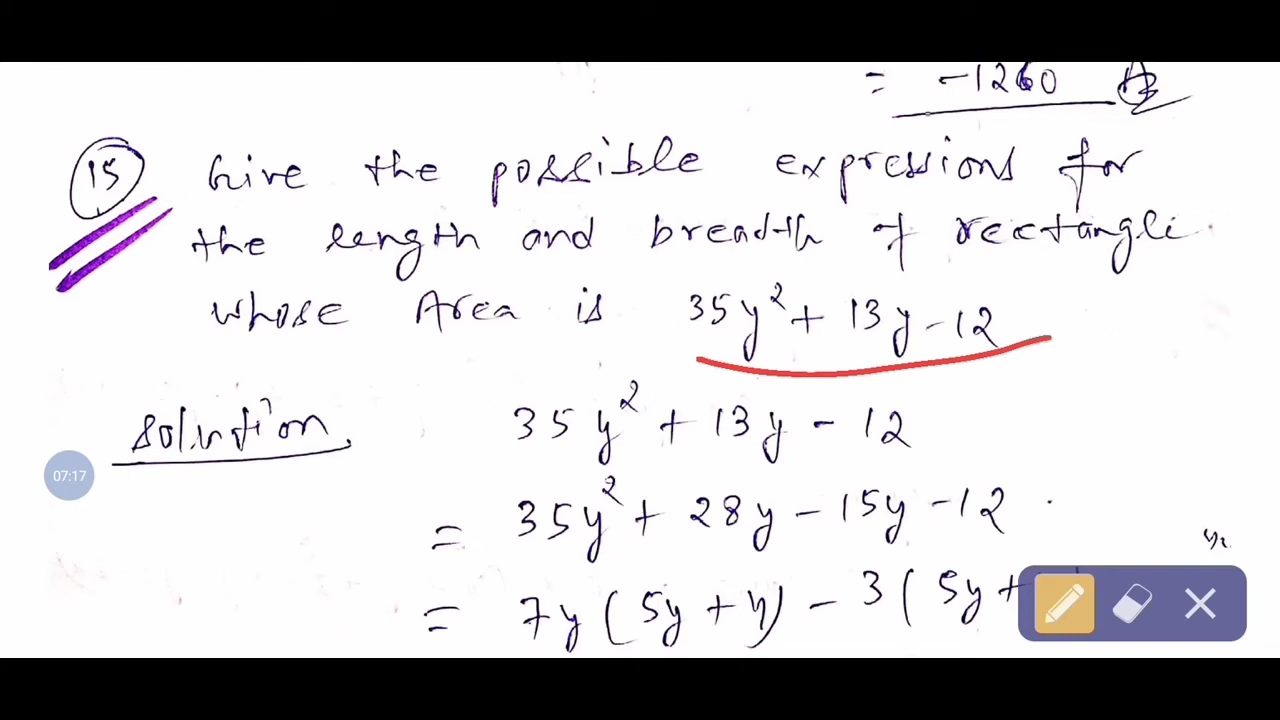 = -1260
15 Give the possible expressions for
the length and breadth of rectangle
whose Area is 35y² + 13y - 12
Solution, 35y² + 13y - 12
07:17
= 35y² + 28y - 15y - 12
= 7y (5y + 4) - 3 (5y +